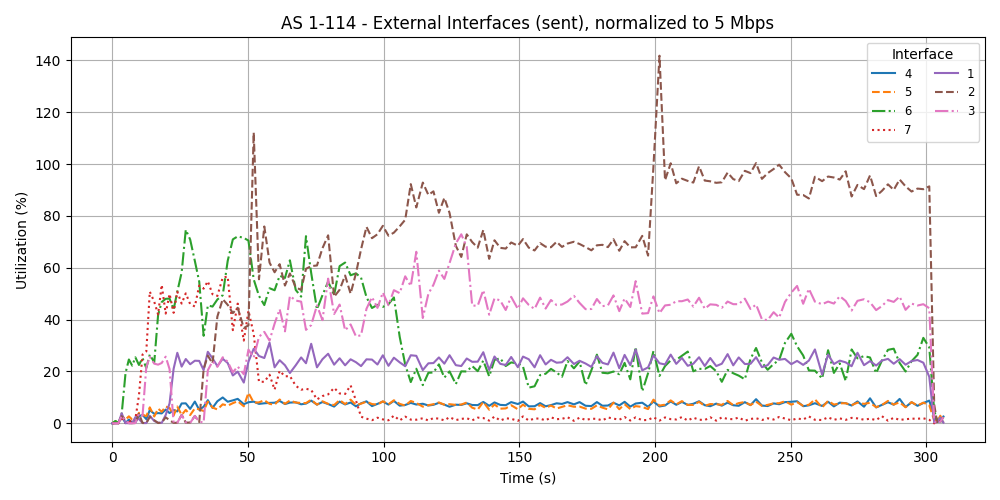 AS 1-114 - External Interfaces (sent), normalized to 5 Mbps
Utilization (%)
140
120
100
80
60
40
20
0
0 50 100 150 200 250 300
Time (s)
Interface
4 1
5 2
6 3
7